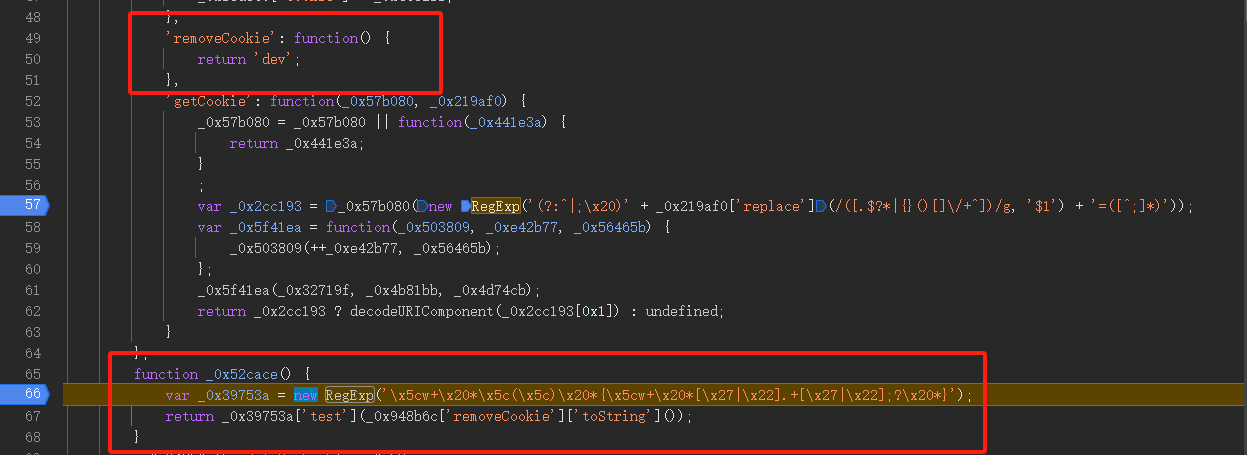 48 },
49 'removeCookie': function() {
50 return 'dev';
51 },
52 'getCookie': function(_0x57b080, _0x219af0) {
53 _0x57b080 = _0x57b080 || function(_0x441e3a) {
54 return _0x441e3a;
55 }
56 ;
57 var _0x2cc193 = _0x57b080(new RegExp('(?:^|;\x20)' + _0x219af0['replace'](/([.$?*|{}()[]\/+^])/g, '$1') + '=([^;]*)'));
58 var _0x5f41ea = function(_0x503809, _0xe42b77, _0x56465b) {
59 _0x503809(++_0xe42b77, _0x56465b);
60 };
61 _0x5f41ea(_0x32719f, _0x4b81bb, _0x4d74cb);
62 return _0x2cc193 ? decodeURIComponent(_0x2cc193[0x1]) : undefined;
63 }
64 };
65 function _0x52cace() {
66 var _0x39753a = new RegExp('\x5cw+\x20*\x5c(\x5c)\x20*{\x5cw+\x20*[\x27|\x22].+[\x27|\x22];?\x20*}');
67 return _0x39753a['test'](_0x948b6c['removeCookie']['toString']());
68 }